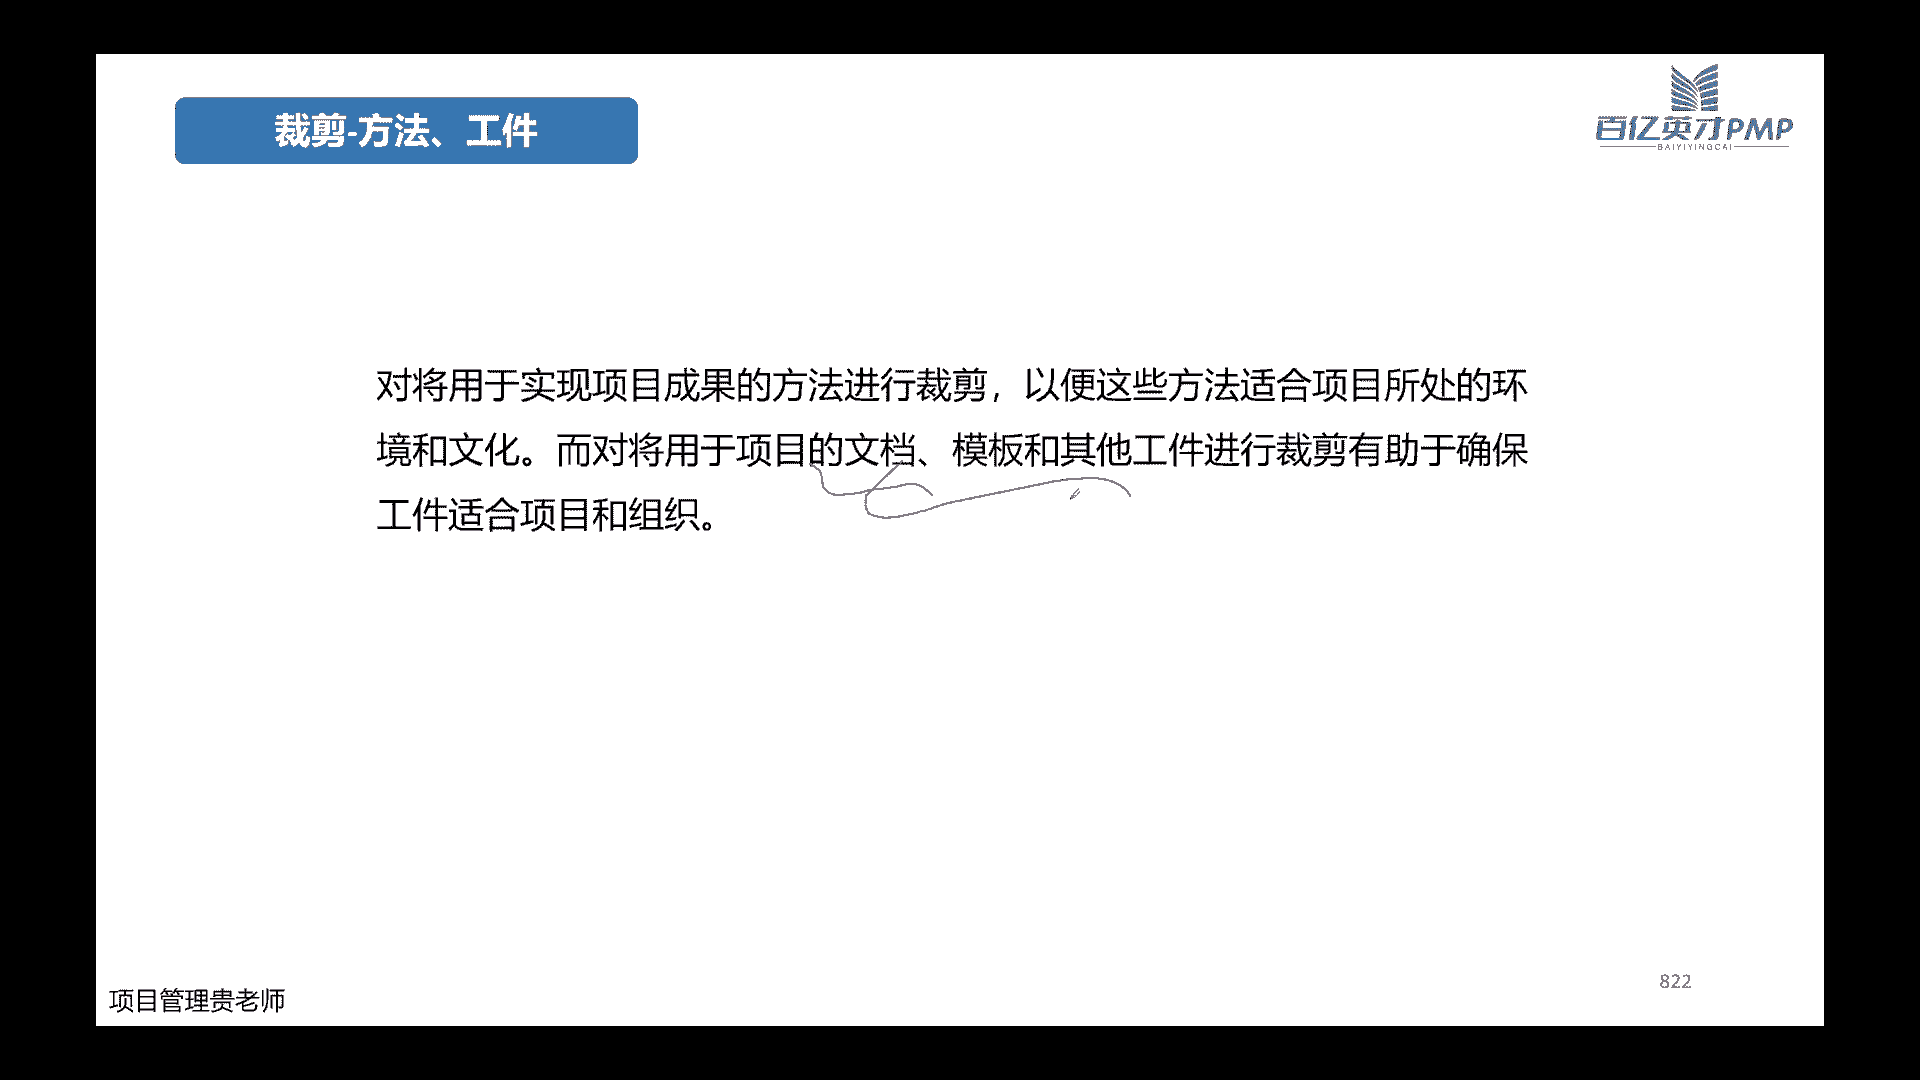 裁剪-方法、工件
百亿英才PMP
BAIYIYINGCAI
对将用于实现项目成果的方法进行裁剪，以便这些方法适合项目所处的环
境和文化。而对将用于项目的文档、模板和其他工件进行裁剪有助于确保
工件适合项目和组织。
822
项目管理贵老师